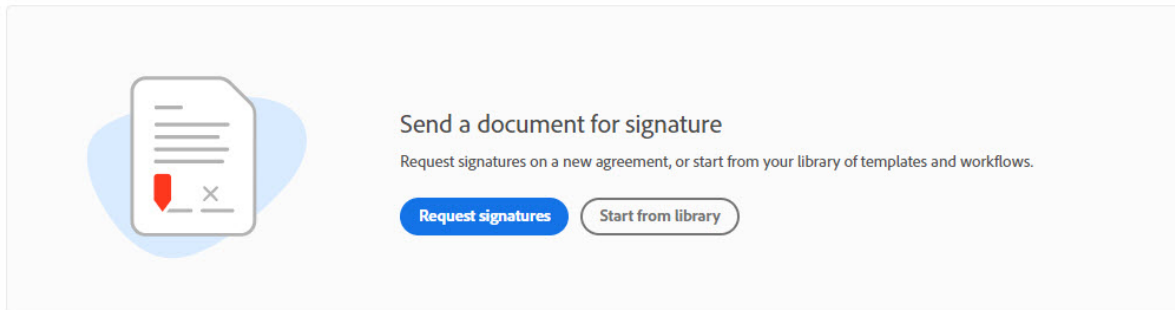 Send a document for signature
Request signatures on a new agreement, or start from your library of templates and workflows.
Request signatures
Start from library